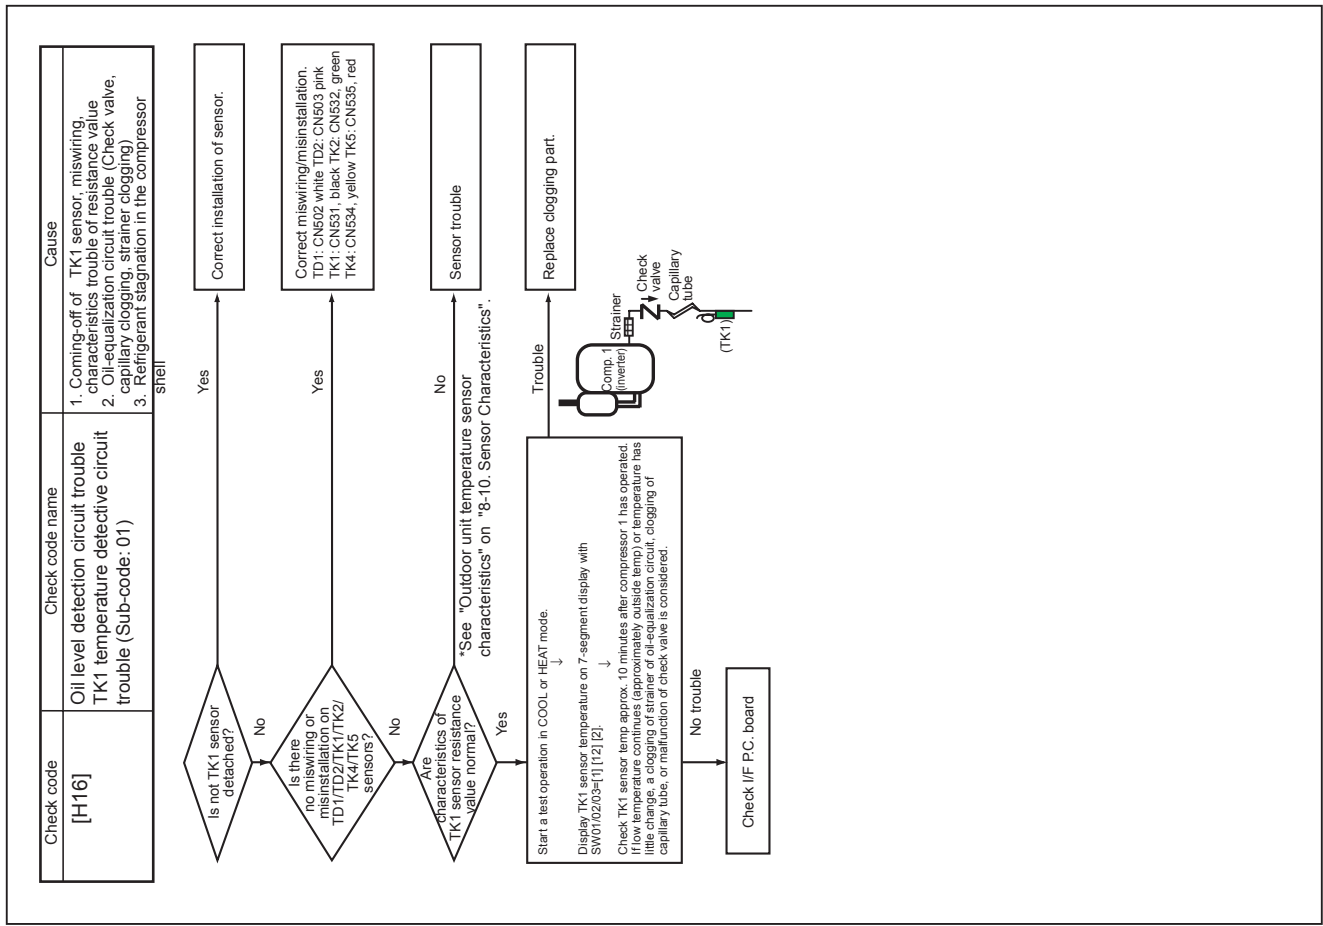 Check code
Check code name
Cause
[H16]
Oil level detection circuit trouble
TK1 temperature detective circuit
trouble (Sub-code: 01)
1. Coming-off of TK1 sensor, miswiring,
characteristics trouble of resistance value
2. Oil-equalization circuit trouble (Check valve,
capillary clogging, strainer clogging)
3. Refrigerant stagnation in the compressor
shell
Is not TK1 sensor
detached?
Yes
Correct installation of sensor.
No
Is there
no miswiring or
misinstallation on
TD1/TD2/TK1/TK2/
TK4/TK5
sensors?
Yes
Correct miswiring/misinstallation.
TD1: CN502 white TD2: CN503 pink
TK1: CN531, black TK2: CN532, green
TK4: CN534, yellow TK5: CN535, red
No
Are
characteristics of
TK1 sensor resistance
value normal?
No
Sensor trouble
*See "Outdoor unit temperature sensor
characteristics" on "8-10. Sensor Characteristics".
Yes
Start a test operation in COOL or HEAT mode.
↓
Display TK1 sensor temperature on 7-segment display with
SW01/02/03=[1] [12] [2].
↓
Check TK1 sensor temp approx. 10 minutes after compressor 1 has operated.
If low temperature continues (approximately outside temp) or temperature has
little change, a clogging of strainer of oil-equalization circuit, clogging of
capillary tube, or malfunction of check valve is considered.
Trouble
Replace clogging part.
Comp. 1
(inverter)
Strainer
Check
valve
Capillary
tube
(TK1)
No trouble
Check I/F P.C. board